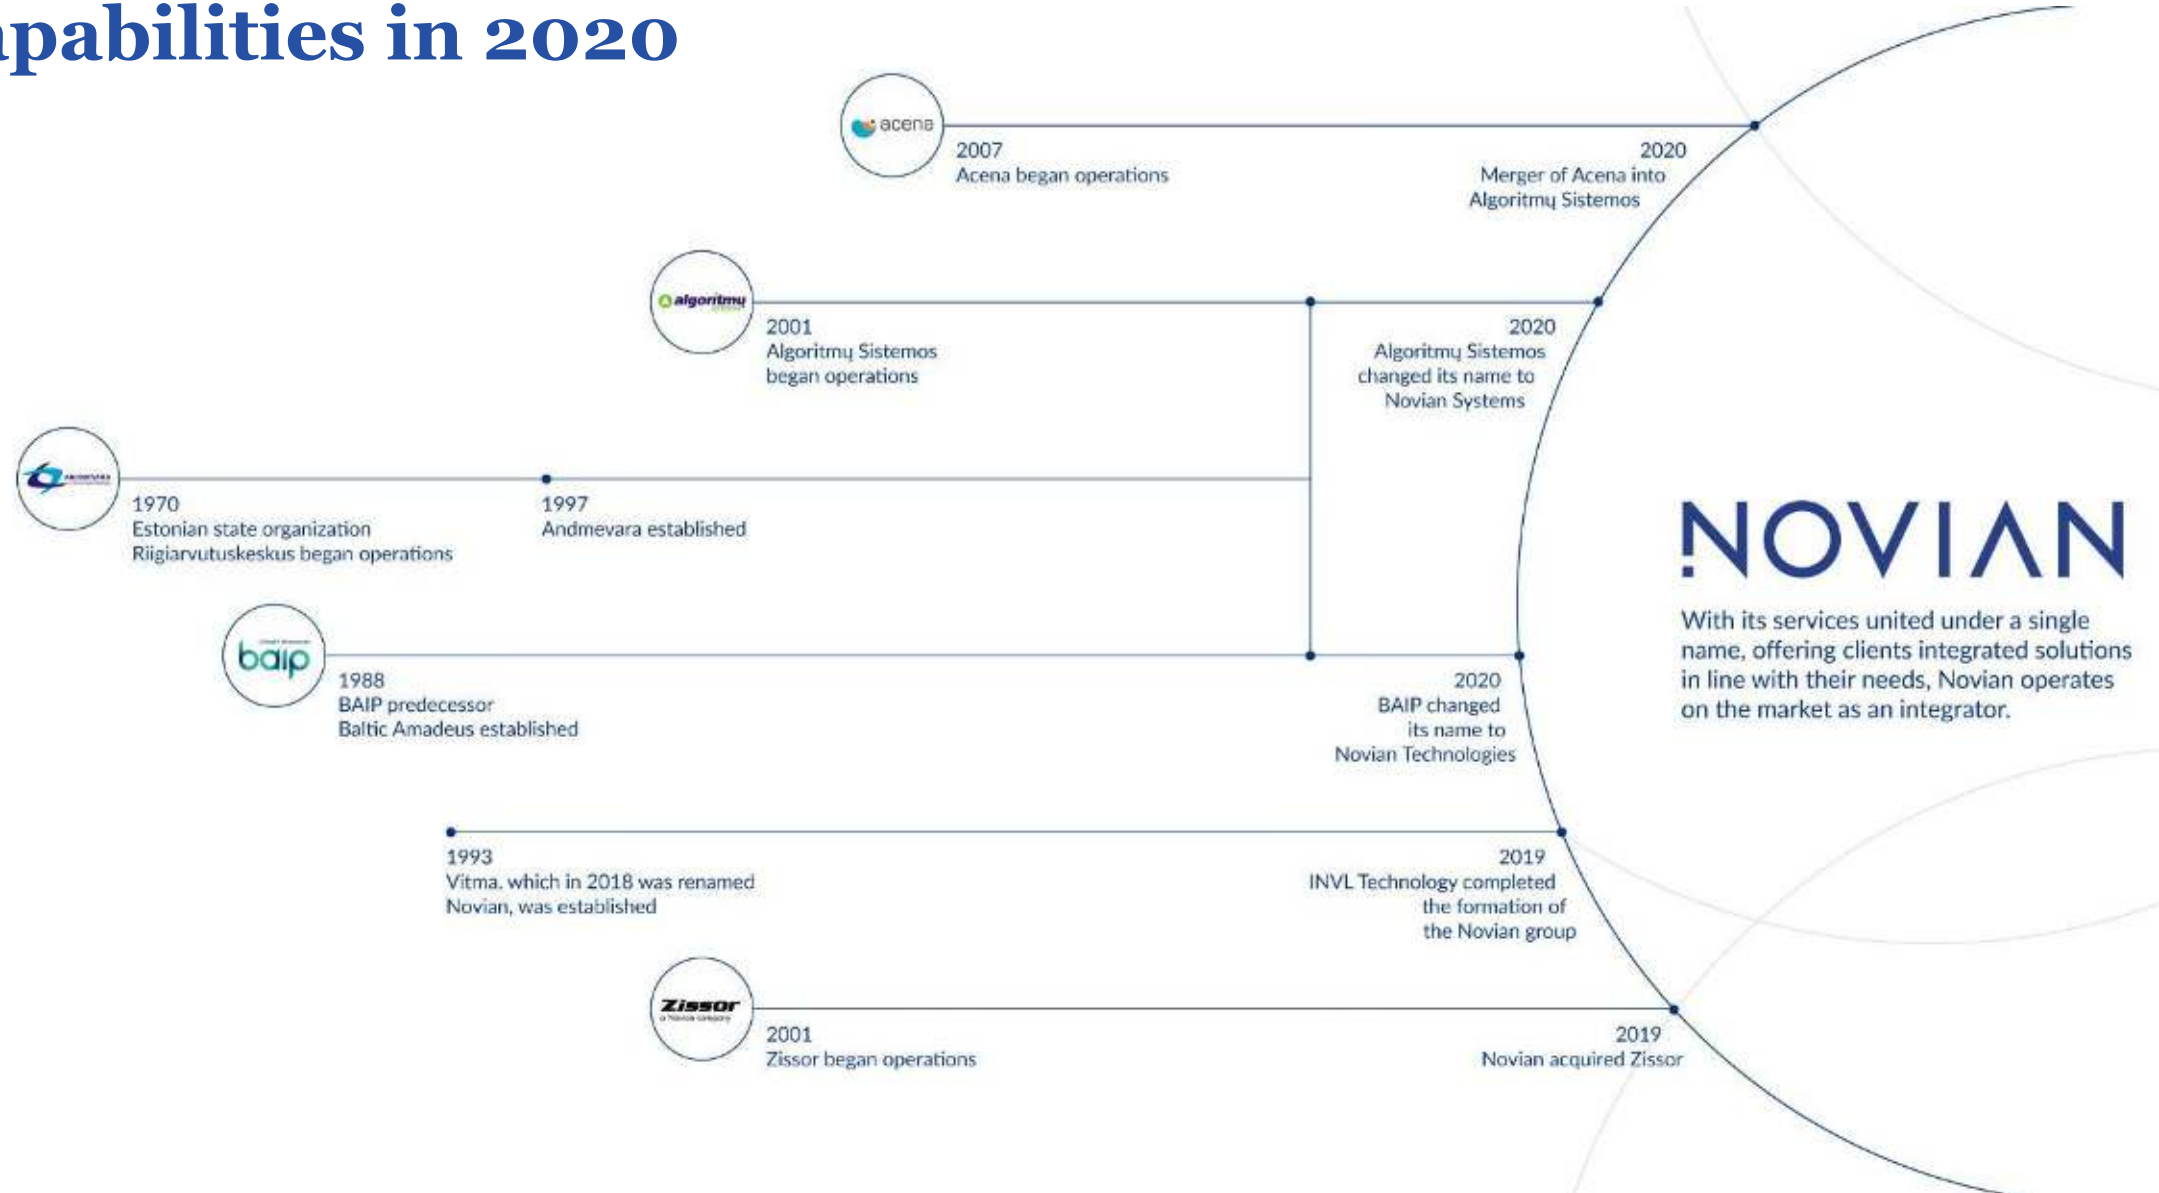 apabilities in 2020
acena
2007
Acena began operations
2020
Merger of Acena into
Algoritmų Sistemos
algoritmų
2001
Algoritmų Sistemos
began operations
2020
Algoritmų Sistemos
changed its name to
Novian Systems
1970
Estonian state organization
Riigiarvutuskeskus began operations
1997
Andmevara established
NOVIAN
With its services united under a single
name, offering clients integrated solutions
in line with their needs, Novian operates
on the market as an integrator.
baip
1988
BAIP predecessor
Baltic Amadeus established
2020
BAIP changed
its name to
Novian Technologies
1993
Vitma, which in 2018 was renamed
Novian, was established
2019
INVL Technology completed
the formation of
the Novian group
Zissor
a Novian company
2001
Zissor began operations
2019
Novian acquired Zissor